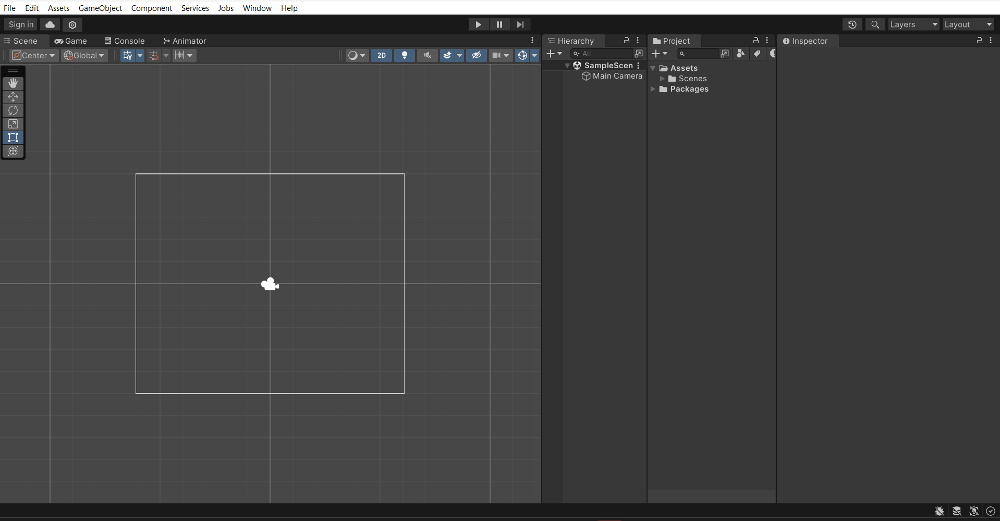 File Edit Assets GameObject Component Services Jobs Window Help
Sign in Layers Layout
Scene Game Console Animator Hierarchy Project Inspector
Center Global 2D All
SampleScen
Main Camera
Assets
Scenes
Packages